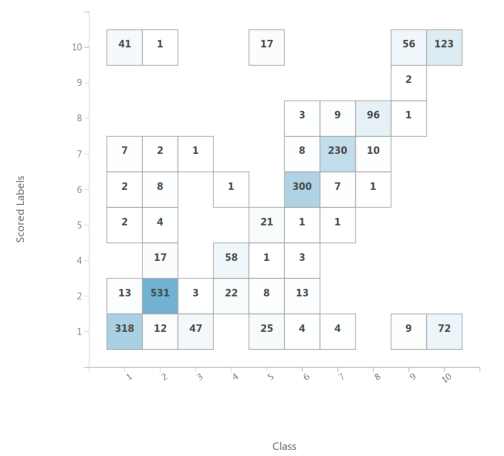 10
41 1 17 56 123
9
2
8
3 9 96 1
7
7 2 1 8 230 10
6
2 8 1 300 7 1
5
2 4 21 1 1
4
17 58 1 3
2
13 531 3 22 8 13
1
318 12 47 25 4 4 9 72
1 2 3 4 5 6 7 8 9 10
Scored Labels
Class